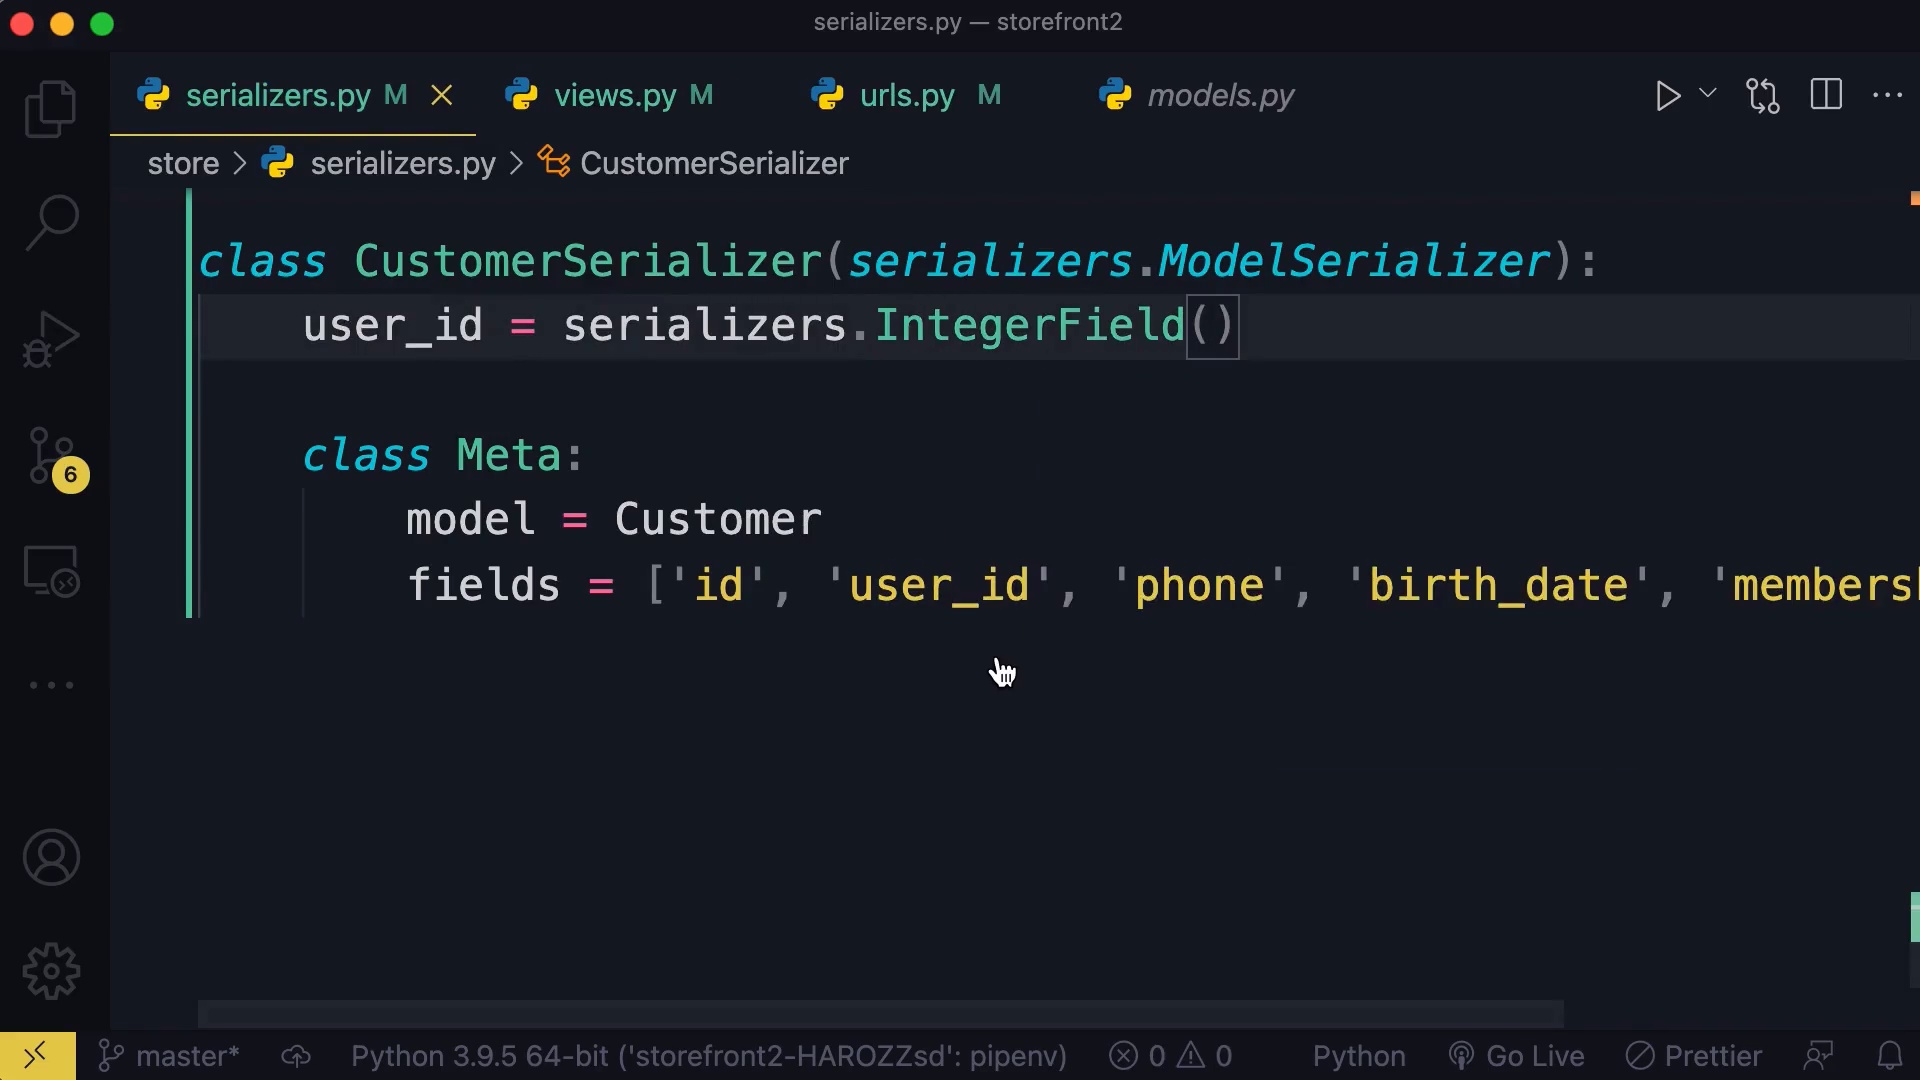 serializers.py — storefront2
serializers.py M views.py M urls.py M models.py
store > serializers.py > CustomerSerializer
class CustomerSerializer(serializers.ModelSerializer):
user_id = serializers.IntegerField()
class Meta:
model = Customer
fields = ['id', 'user_id', 'phone', 'birth_date', 'members
6
master* Python 3.9.5 64-bit ('storefront2-HAROZZsd': pipenv) 0 0 Python Go Live Prettier